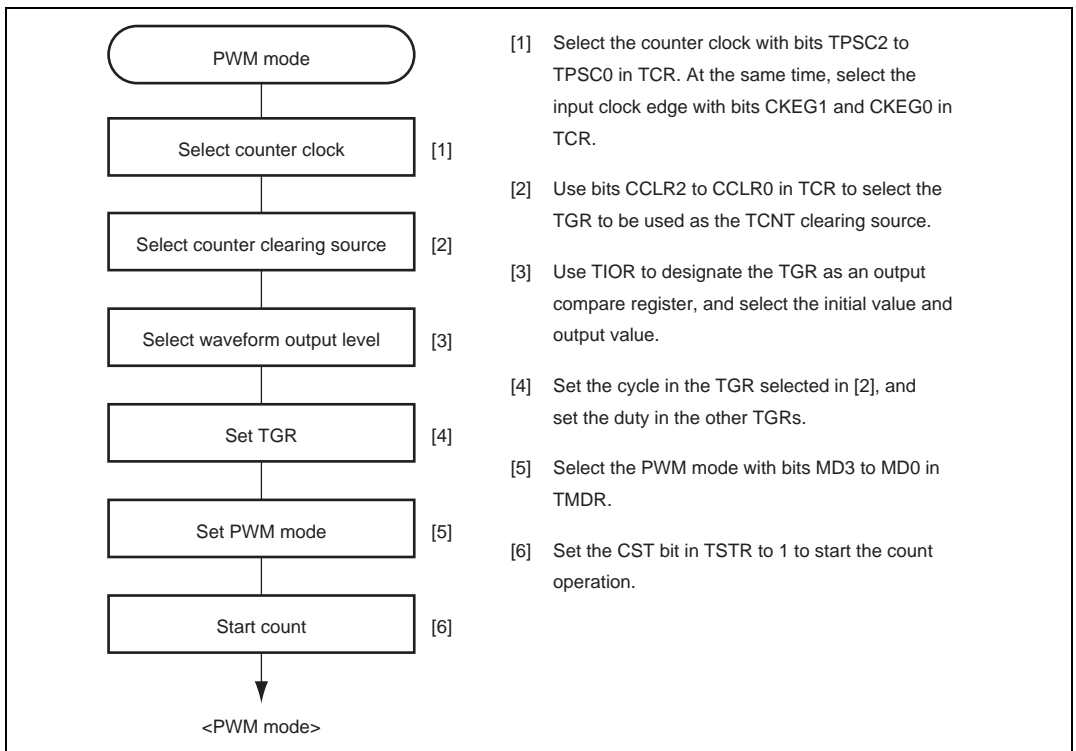 PWM mode
Select counter clock [1]
Select counter clearing source [2]
Select waveform output level [3]
Set TGR [4]
Set PWM mode [5]
Start count [6]
<PWM mode>
[1] Select the counter clock with bits TPSC2 to
TPSC0 in TCR. At the same time, select the
input clock edge with bits CKEG1 and CKEG0 in
TCR.
[2] Use bits CCLR2 to CCLR0 in TCR to select the
TGR to be used as the TCNT clearing source.
[3] Use TIOR to designate the TGR as an output
compare register, and select the initial value and
output value.
[4] Set the cycle in the TGR selected in [2], and
set the duty in the other TGRs.
[5] Select the PWM mode with bits MD3 to MD0 in
TMDR.
[6] Set the CST bit in TSTR to 1 to start the count
operation.